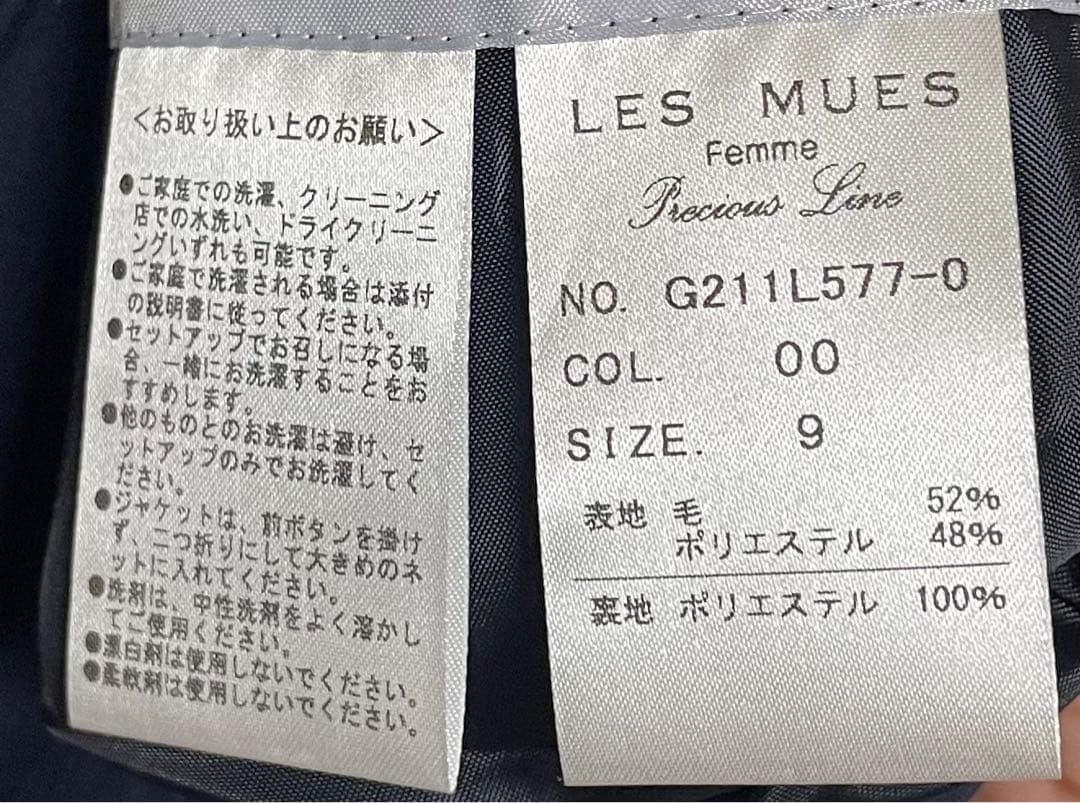 <お取り扱い上のお願い>
●ご家庭での洗濯、クリーニング
店での水洗い、ドライクリーニ
ングいずれも可能です。
●ご家庭で洗濯される場合は添付
の説明書に従ってください。
●セットアップでお召しになる場
合、一緒にお洗濯することをお
すすめします。
●他のものとのお洗濯は避け、セ
ットアップのみでお洗濯してく
ださい。
●ジャケットは、前ボタンを掛け
ず、二つ折りにして大きめのネ
ットに入れてください。
●洗剤は、中性洗剤をよく溶かし
てご使用ください。
●漂白剤は使用しないでください。
●柔軟剤は使用しないでください。
LES MUES
Femme
Precious Line
NO. G211L577-0
COL. 00
SIZE. 9
表地 毛 52%
ポリエステル 48%
裏地 ポリエステル 100%